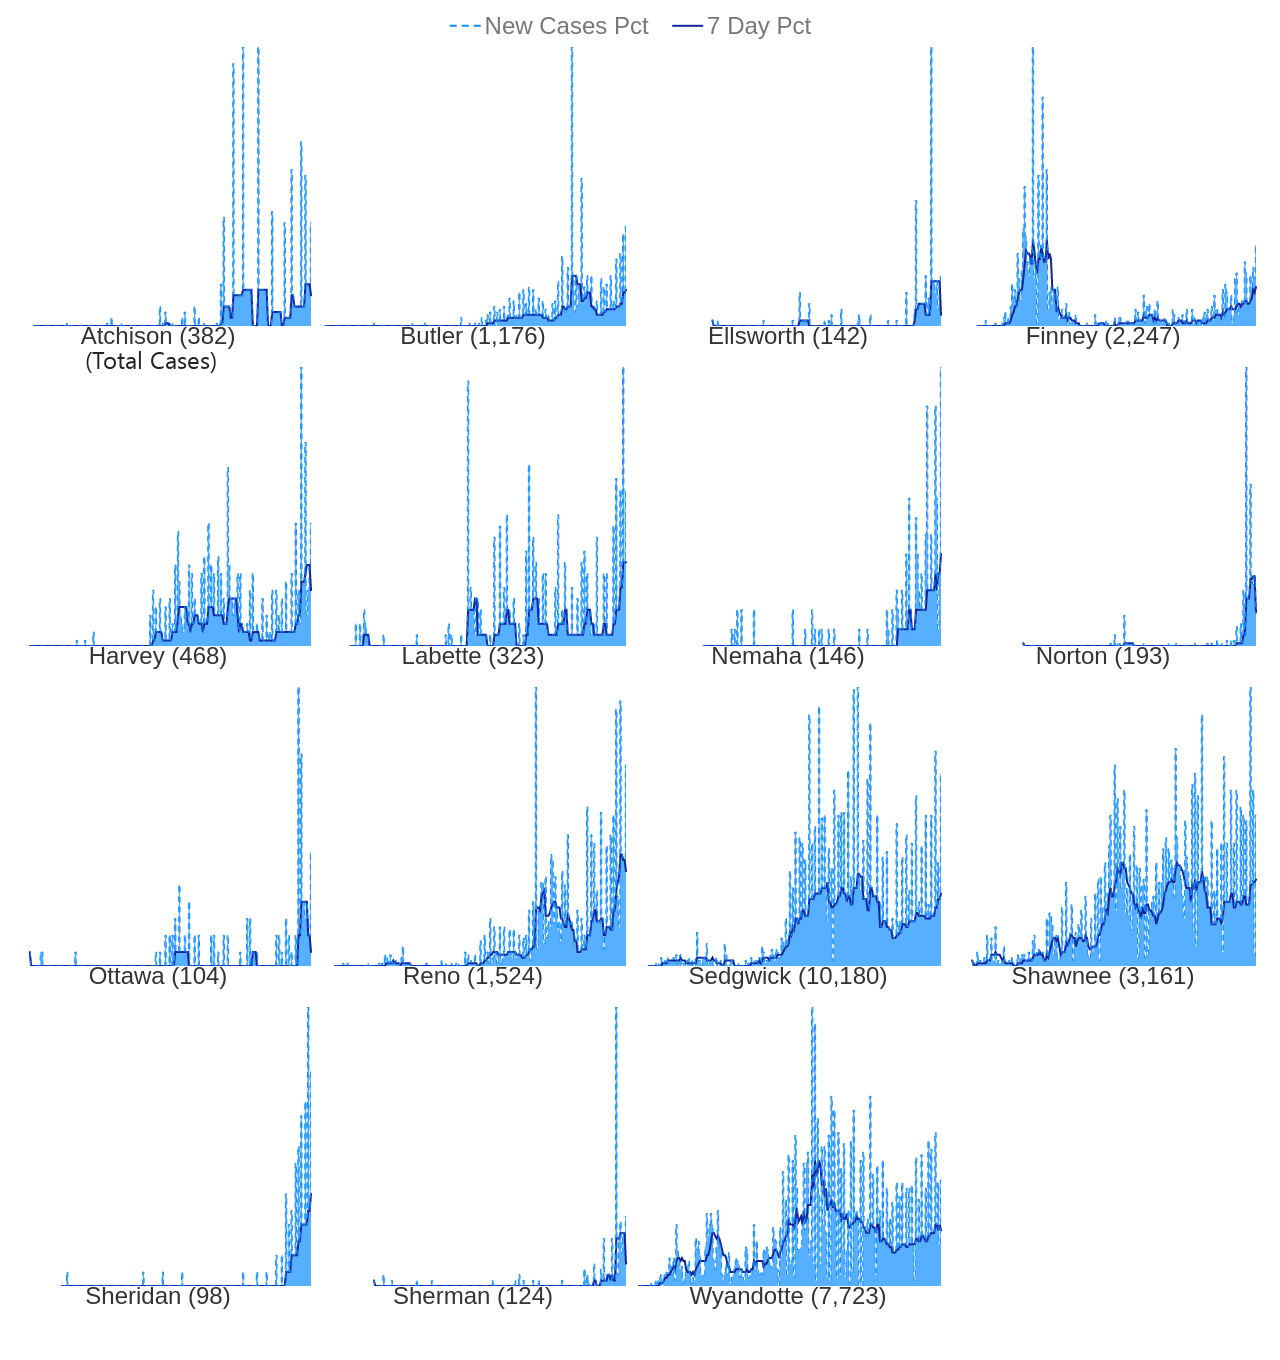 New Cases Pct 7 Day Pct
Atchison (382)
(Total Cases)
Butler (1,176)
Ellsworth (142)
Finney (2,247)
Harvey (468)
Labette (323)
Nemaha (146)
Norton (193)
Ottawa (104)
Reno (1,524)
Sedgwick (10,180)
Shawnee (3,161)
Sheridan (98)
Sherman (124)
Wyandotte (7,723)